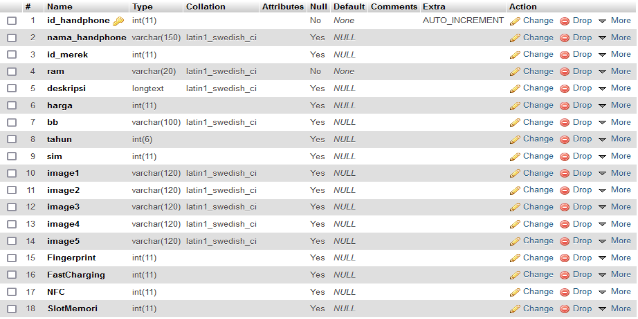 # Name Type Collation Attributes Null Default Comments Extra Action
1 id_handphone int(11) No None AUTO_INCREMENT Change Drop More
2 nama_handphone varchar(150) latin1_swedish_ci Yes NULL Change Drop More
3 id_merek int(11) Yes NULL Change Drop More
4 ram varchar(20) latin1_swedish_ci No None Change Drop More
5 deskripsi longtext latin1_swedish_ci Yes NULL Change Drop More
6 harga int(11) Yes NULL Change Drop More
7 bb varchar(100) latin1_swedish_ci Yes NULL Change Drop More
8 tahun int(6) Yes NULL Change Drop More
9 sim int(11) Yes NULL Change Drop More
10 image1 varchar(120) latin1_swedish_ci Yes NULL Change Drop More
11 image2 varchar(120) latin1_swedish_ci Yes NULL Change Drop More
12 image3 varchar(120) latin1_swedish_ci Yes NULL Change Drop More
13 image4 varchar(120) latin1_swedish_ci Yes NULL Change Drop More
14 image5 varchar(120) latin1_swedish_ci Yes NULL Change Drop More
15 Fingerprint int(11) Yes NULL Change Drop More
16 FastCharging int(11) Yes NULL Change Drop More
17 NFC int(11) Yes NULL Change Drop More
18 SlotMemori int(11) Yes NULL Change Drop More